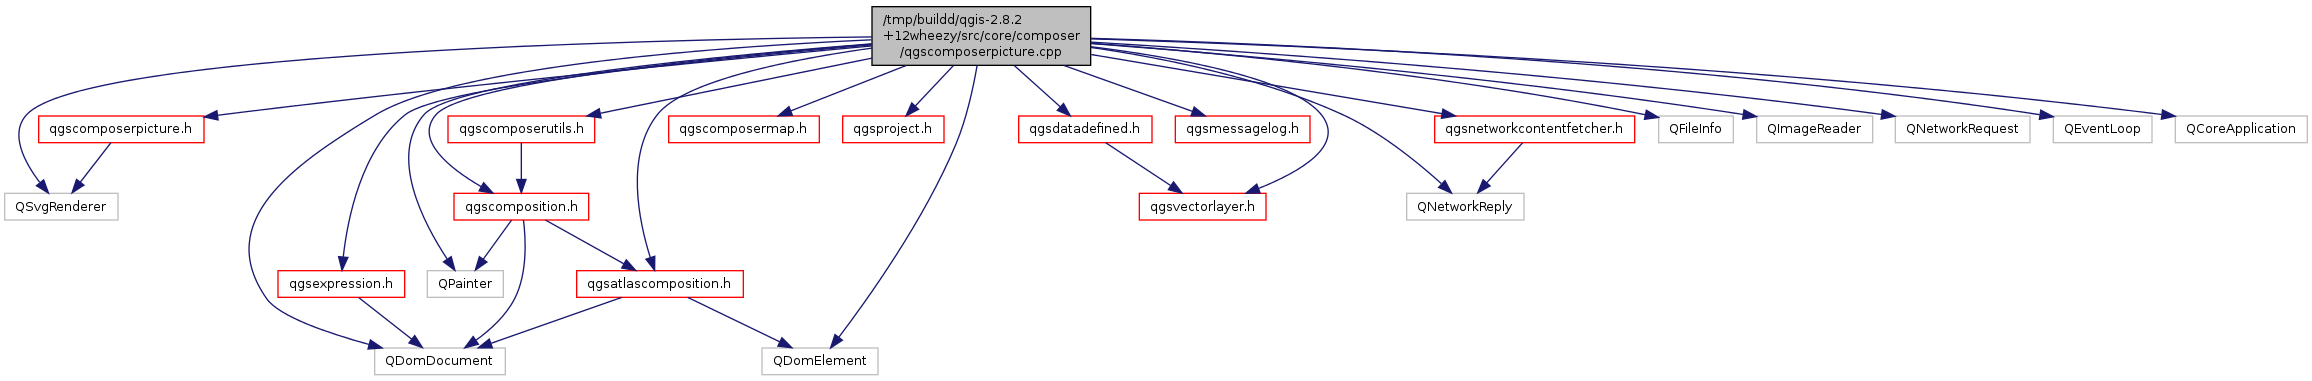 /tmp/buildd/qgis-2.8.2
+12wheezy/src/core/composer
/qgscomposerpicture.cpp
qgscomposerpicture.h
qgscomposerutils.h
qgscomposermap.h
qgsproject.h
qgsdatadefined.h
qgsmessagelog.h
qgsnetworkcontentfetcher.h
QFileInfo
QImageReader
QNetworkRequest
QEventLoop
QCoreApplication
QSvgRenderer
qgscomposition.h
qgsvectorlayer.h
QNetworkReply
qgsexpression.h
QPainter
qgsatlascomposition.h
QDomDocument
QDomElement